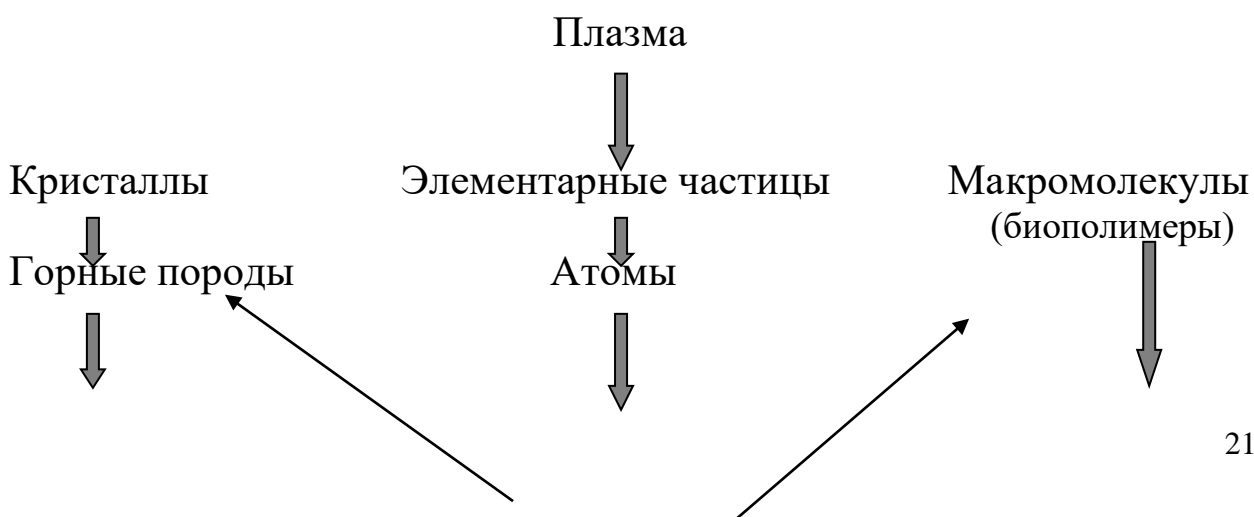 Плазма
Кристаллы Элементарные частицы Макромолекулы
(биополимеры)
Горные породы Атомы
21